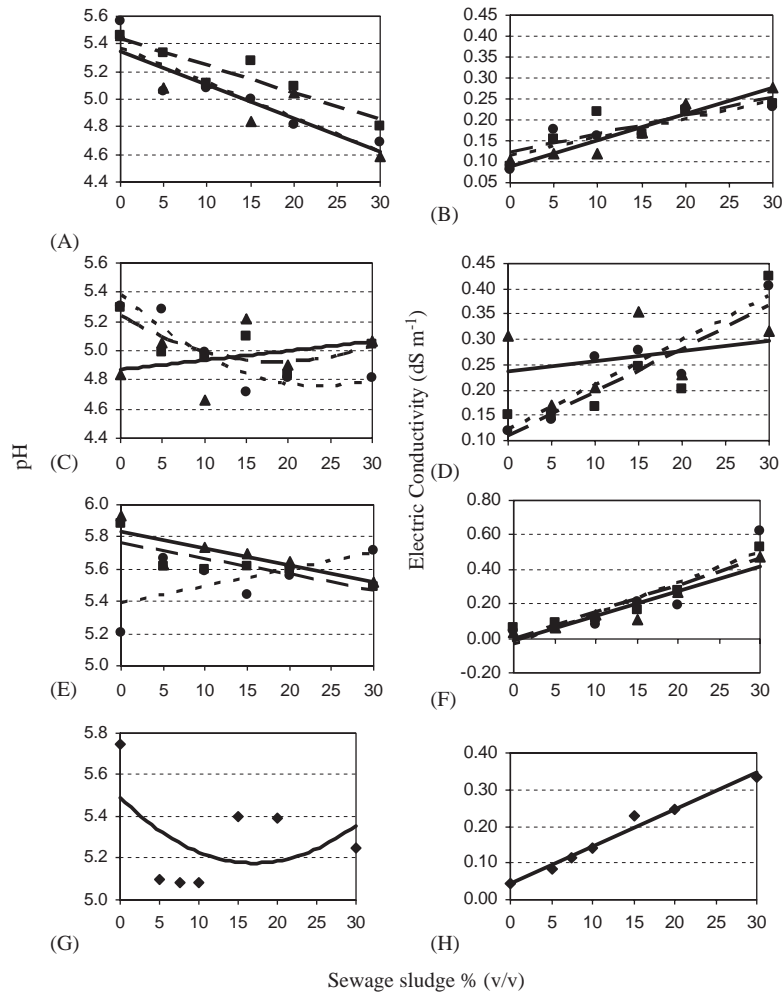 5.6
5.4
5.2
5.0
4.8
4.6
4.4
0 5 10 15 20 25 30
(A)
0.45
0.40
0.35
0.30
0.25
0.20
0.15
0.10
0.05
0 5 10 15 20 25 30
(B)
5.6
5.4
5.2
5.0
4.8
4.6
4.4
0 5 10 15 20 25 30
(C)
0.45
0.40
0.35
0.30
0.25
0.20
0.15
0.10
0 5 10 15 20 25 30
(D)
pH
Electric Conductivity (dS m⁻¹)
6.0
5.8
5.6
5.4
5.2
5.0
0 5 10 15 20 25 30
(E)
0.80
0.60
0.40
0.20
0.00
-0.20
0 5 10 15 20 25 30
(F)
5.8
5.6
5.4
5.2
5.0
0 5 10 15 20 25 30
(G)
0.40
0.30
0.20
0.10
0.00
0 5 10 15 20 25 30
(H)
Sewage sludge % (v/v)